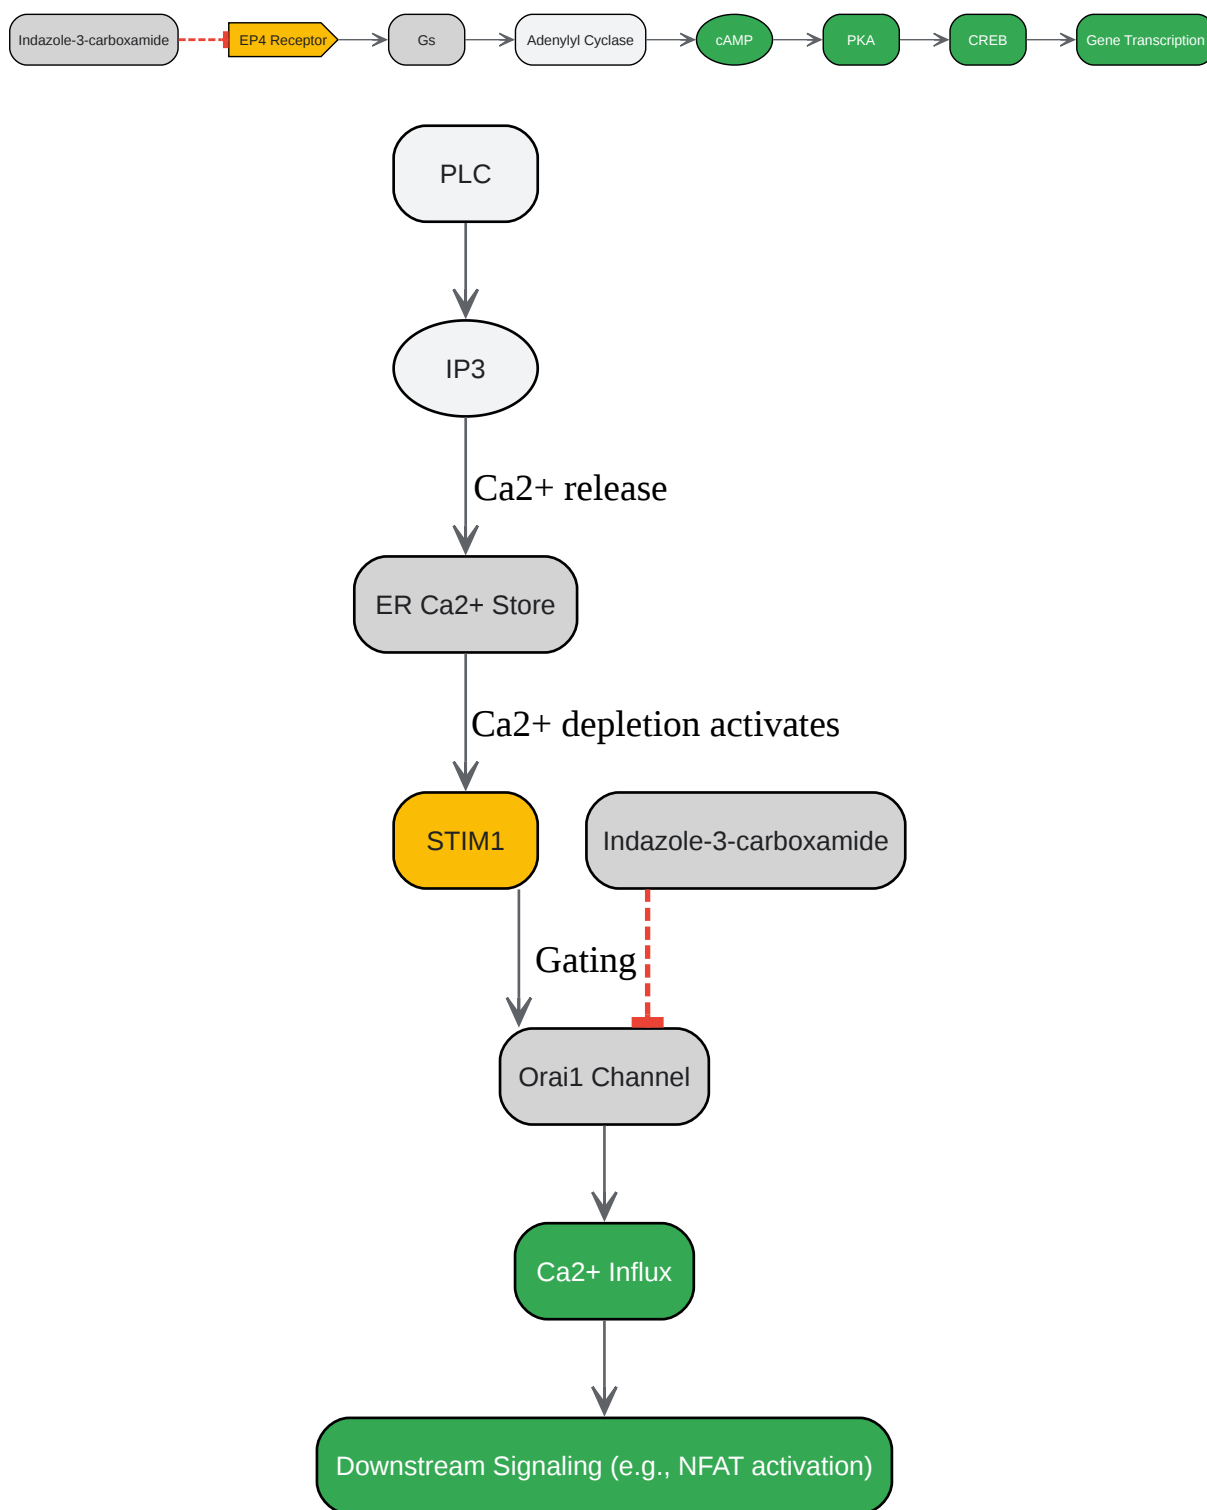 Indazole-3-carboxamide
EP4 Receptor
Gs
Adenylyl Cyclase
cAMP
PKA
CREB
Gene Transcription
PLC
IP3
Ca2+ release
ER Ca2+ Store
Ca2+ depletion activates
STIM1
Indazole-3-carboxamide
Gating
Orai1 Channel
Ca2+ Influx
Downstream Signaling (e.g., NFAT activation)